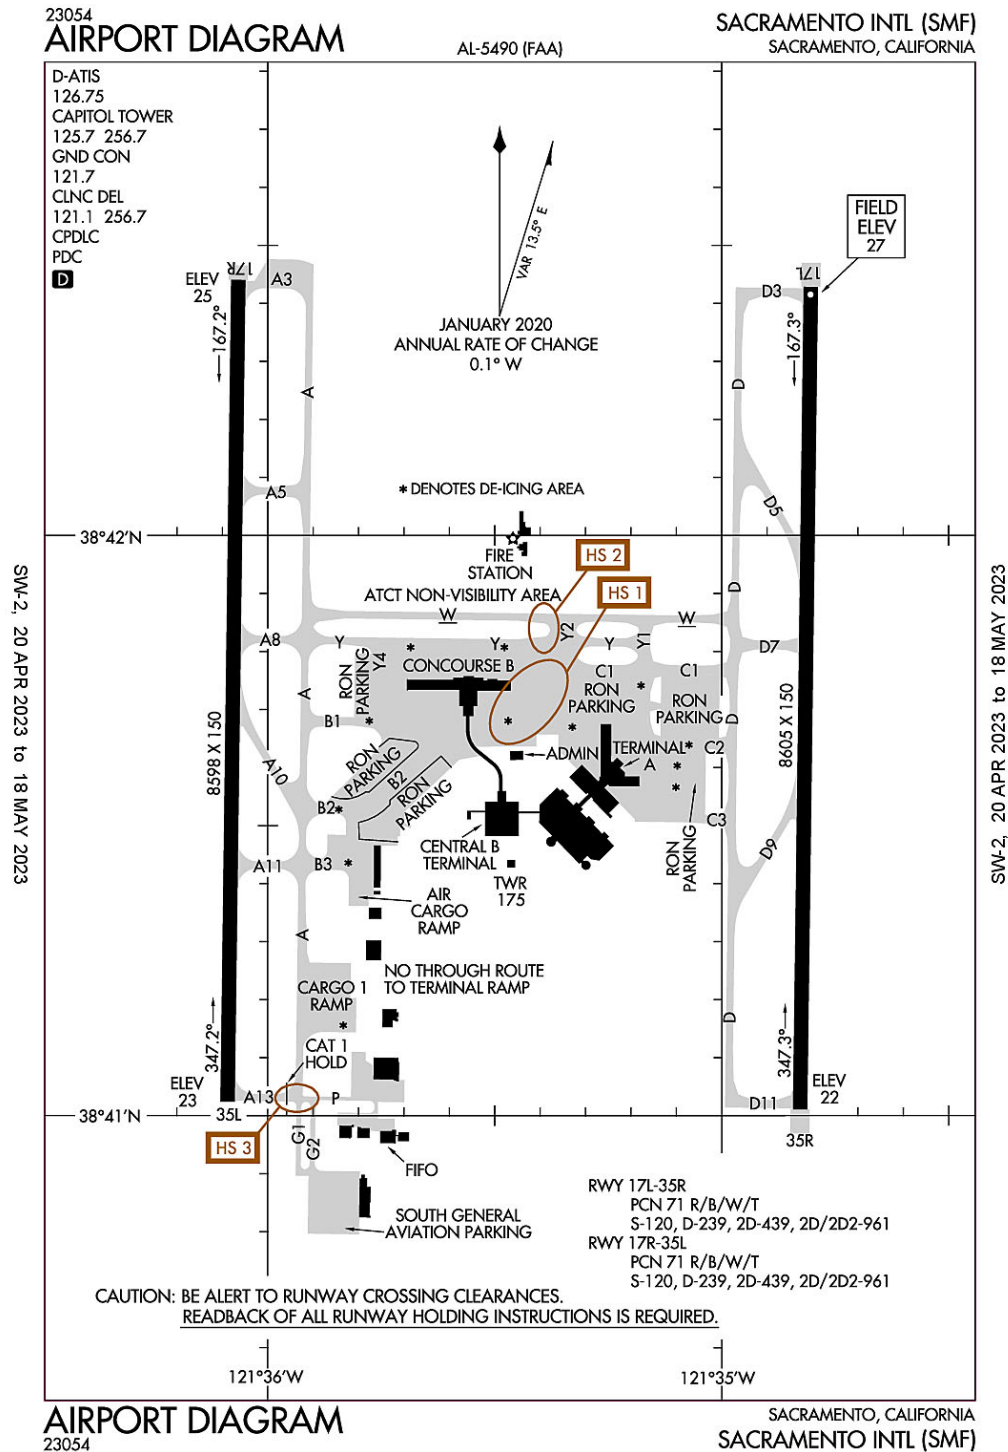 23054
AIRPORT DIAGRAM
AL-5490 (FAA)
SACRAMENTO INTL (SMF)
SACRAMENTO, CALIFORNIA
D-ATIS
126.75
CAPITOL TOWER
125.7 256.7
GND CON
121.7
CLNC DEL
121.1 256.7
CPDLC
PDC
D
VAR 13.5° E
JANUARY 2020
ANNUAL RATE OF CHANGE
0.1° W
FIELD
ELEV
27
ELEV
25
17R
A3
167.2°
A
A5
17L
D3
167.3°
D
D5
* DENOTES DE-ICING AREA
38°42'N
FIRE
STATION
HS 2
HS 1
ATCT NON-VISIBILITY AREA
W
W
D
A8
Y
Y4
Y
Y2
Y
Y1
D7
CONCOURSE B
RON
PARKING
C1
RON
PARKING
C1
RON
PARKING
A
B1
D
8598 X 150
8605 X 150
A10
RON
PARKING
B2
RON
PARKING
ADMIN
TERMINAL
A
C2
B2
C3
CENTRAL B
TERMINAL
RON
PARKING
D9
A11
B3
TWR
175
AIR
CARGO
RAMP
A
NO THROUGH ROUTE
TO TERMINAL RAMP
CARGO 1
RAMP
347.2°
CAT 1
HOLD
D
347.3°
ELEV
23
A13
P
D11
ELEV
22
38°41'N
35L
35R
HS 3
G1
G2
FIFO
SOUTH GENERAL
AVIATION PARKING
RWY 17L-35R
PCN 71 R/B/W/T
S-120, D-239, 2D-439, 2D/2D2-961
RWY 17R-35L
PCN 71 R/B/W/T
S-120, D-239, 2D-439, 2D/2D2-961
CAUTION: BE ALERT TO RUNWAY CROSSING CLEARANCES.
READBACK OF ALL RUNWAY HOLDING INSTRUCTIONS IS REQUIRED.
121°36'W
121°35'W
SW-2, 20 APR 2023 to 18 MAY 2023
SW-2, 20 APR 2023 to 18 MAY 2023
AIRPORT DIAGRAM
23054
SACRAMENTO, CALIFORNIA
SACRAMENTO INTL (SMF)